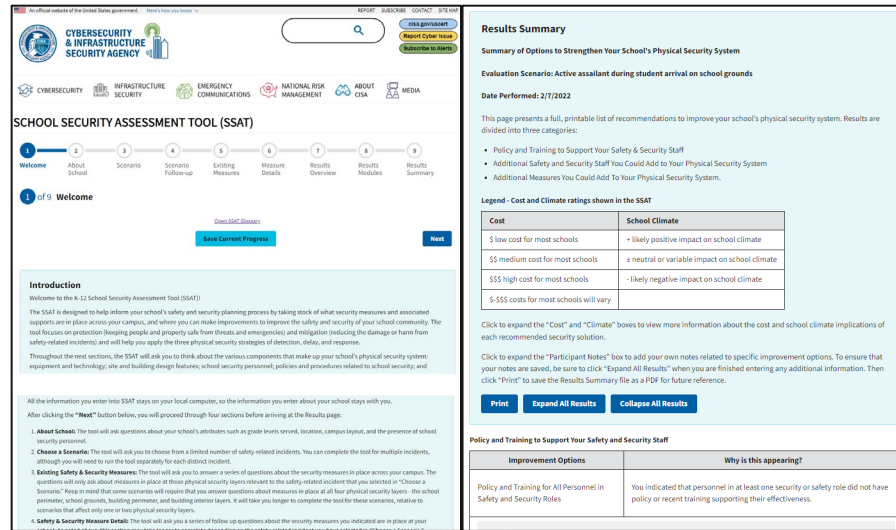 An official website of the United States government Here's how you know
REPORT SUBSCRIBE CONTACT SITE MAP
CYBERSECURITY
& INFRASTRUCTURE
SECURITY AGENCY
cisa.gov/uscert
Report Cyber Issue
Subscribe to Alerts
CYBERSECURITY
INFRASTRUCTURE
SECURITY
EMERGENCY
COMMUNICATIONS
NATIONAL RISK
MANAGEMENT
ABOUT
CISA
MEDIA
SCHOOL SECURITY ASSESSMENT TOOL (SSAT)
1 2 3 4 5 6 7 8 9
Welcome
About
School
Scenario
Scenario
Follow-up
Existing
Measures
Measure
Details
Results
Overview
Results
Modules
Results
Summary
1 of 9 Welcome
Open SSAT Glossary
Save Current Progress
Next
Introduction
Welcome to the K-12 School Security Assessment Tool (SSAT)!
The SSAT is designed to help inform your school's safety and security planning process by taking stock of what security measures and associated
supports are in place across your campus, and where you can make improvements to improve the safety and security of your school community. The
tool focuses on protection (keeping people and property safe from threats and emergencies) and mitigation (reducing the damage or harm from
safety-related incidents) and will help you apply the three physical security strategies of detection, delay, and response.
Throughout the next sections, the SSAT will ask you to think about the various components that make up your school's physical security system:
equipment and technology; site and building design features; school security personnel; policies and procedures related to school security; and
All the information you enter into SSAT stays on your local computer, so the information you enter about your school stays with you.
After clicking the "Next" button below, you will proceed through four sections before arriving at the Results page:
1. About School: The tool will ask questions about your school's attributes such as grade levels served, location, campus layout, and the presence of school
security personnel.
2. Choose a Scenario: The tool will ask you to choose from a limited number of safety-related incidents. You can complete the tool for multiple incidents,
although you will need to run the tool separately for each distinct incident.
3. Existing Safety & Security Measures: The tool will ask you to answer a series of questions about the security measures in place across your campus. The
questions will only ask about measures in place at those physical security layers relevant to the safety-related incident that you selected in "Choose a
Scenario." Keep in mind that some scenarios will require that you answer questions about measures in place at all four physical security layers - the school
perimeter, school grounds, building perimeter, and building interior layers. It will take you longer to complete the tool for these scenarios, relative to
scenarios that affect only one or two physical security layers.
4. Safety & Security Measure Detail: The tool will ask you a series of follow up questions about the security measures you indicated are in place at your
Results Summary
Summary of Options to Strengthen Your School's Physical Security System
Evaluation Scenario: Active assailant during student arrival on school grounds
Date Performed: 2/7/2022
This page presents a full, printable list of recommendations to improve your school's physical security system. Results are
divided into three categories:
• Policy and Training to Support Your Safety & Security Staff
• Additional Safety and Security Staff You Could Add to Your Physical Security System
• Additional Measures You Could Add To Your Physical Security System.
Legend - Cost and Climate ratings shown in the SSAT
Cost School Climate
$ low cost for most schools + likely positive impact on school climate
$$ medium cost for most schools ± neutral or variable impact on school climate
$$$ high cost for most schools - likely negative impact on school climate
$-$$$ costs for most schools will vary
Click to expand the "Cost" and "Climate" boxes to view more information about the cost and school climate implications of
each recommended security solution.
Click to expand the "Participant Notes" box to add your own notes related to specific improvement options. To ensure that
your notes are saved, be sure to click "Expand All Results" when you are finished entering any additional information. Then
click "Print" to save the Results Summary file as a PDF for future reference.
Print
Expand All Results
Collapse All Results
Policy and Training to Support Your Safety and Security Staff
Improvement Options Why is this appearing?
Policy and Training for All Personnel in
Safety and Security Roles
You indicated that personnel in at least one security or safety role did not have
policy or recent training supporting their effectiveness.